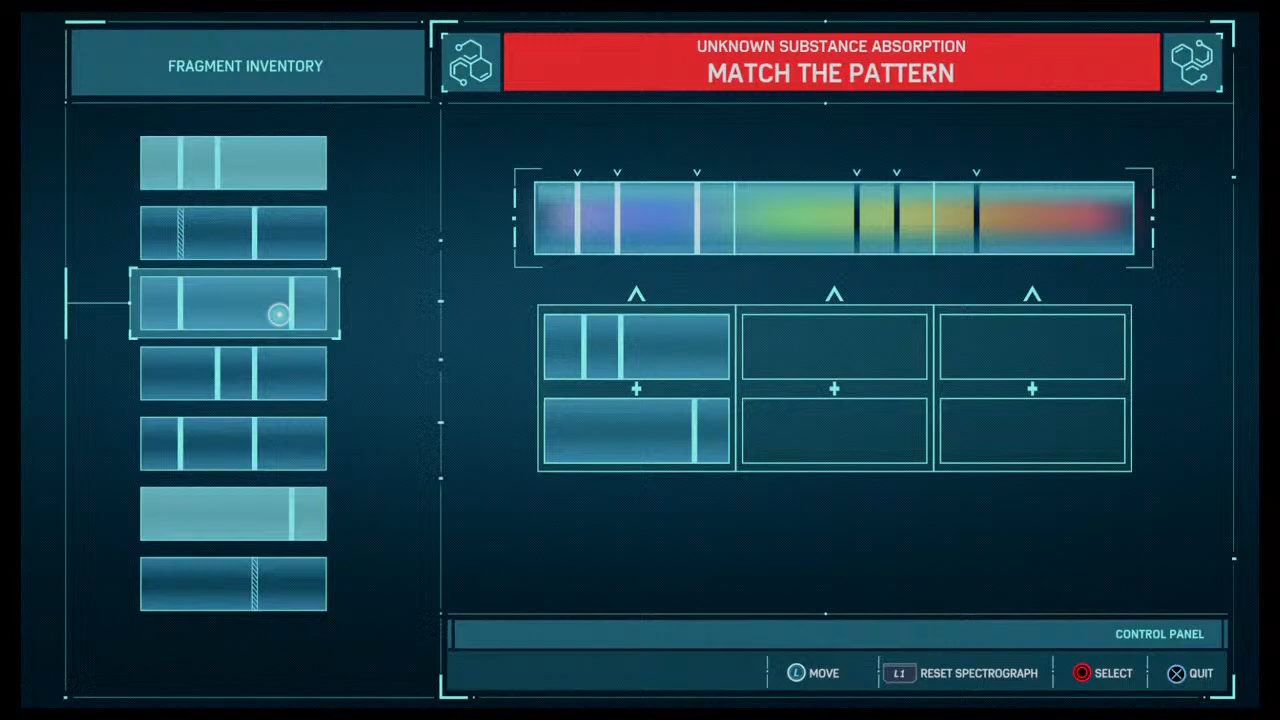 FRAGMENT INVENTORY
UNKNOWN SUBSTANCE ABSORPTION
MATCH THE PATTERN
CONTROL PANEL
L MOVE
L1 RESET SPECTROGRAPH
SELECT
QUIT